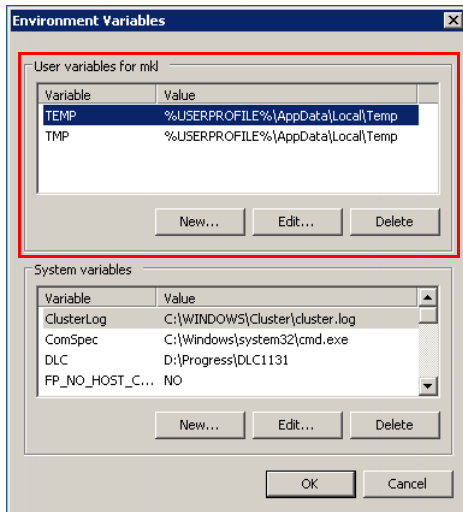 Environment Variables
User variables for mkl
Variable Value
TEMP %USERPROFILE%\AppData\Local\Temp
TMP %USERPROFILE%\AppData\Local\Temp
New... Edit... Delete
System variables
Variable Value
ClusterLog C:\WINDOWS\Cluster\cluster.log
ComSpec C:\Windows\system32\cmd.exe
DLC D:\Progress\DLC1131
FP_NO_HOST_C... NO
New... Edit... Delete
OK Cancel